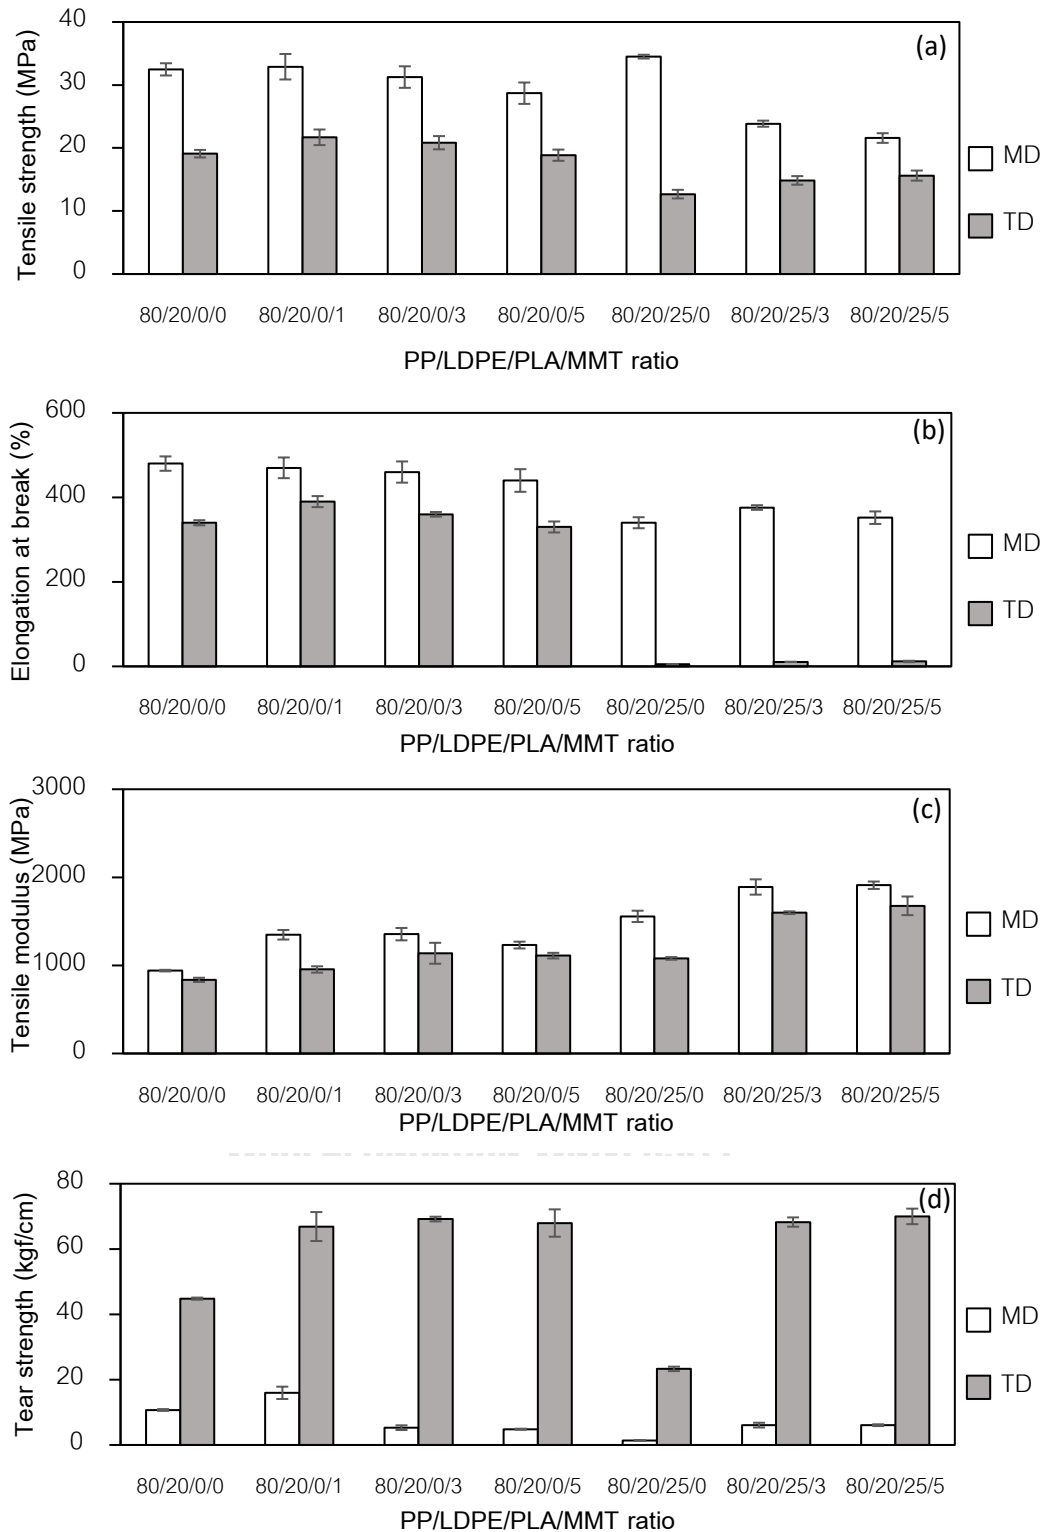 40
30
20
10
0
Tensile strength (MPa)
(a)
MD
TD
80/20/0/0 80/20/0/1 80/20/0/3 80/20/0/5 80/20/25/0 80/20/25/3 80/20/25/5
PP/LDPE/PLA/MMT ratio
600
400
200
0
Elongation at break (%)
(b)
MD
TD
80/20/0/0 80/20/0/1 80/20/0/3 80/20/0/5 80/20/25/0 80/20/25/3 80/20/25/5
PP/LDPE/PLA/MMT ratio
3000
2000
1000
0
Tensile modulus (MPa)
(c)
MD
TD
80/20/0/0 80/20/0/1 80/20/0/3 80/20/0/5 80/20/25/0 80/20/25/3 80/20/25/5
PP/LDPE/PLA/MMT ratio
80
60
40
20
0
Tear strength (kgf/cm)
(d)
MD
TD
80/20/0/0 80/20/0/1 80/20/0/3 80/20/0/5 80/20/25/0 80/20/25/3 80/20/25/5
PP/LDPE/PLA/MMT ratio